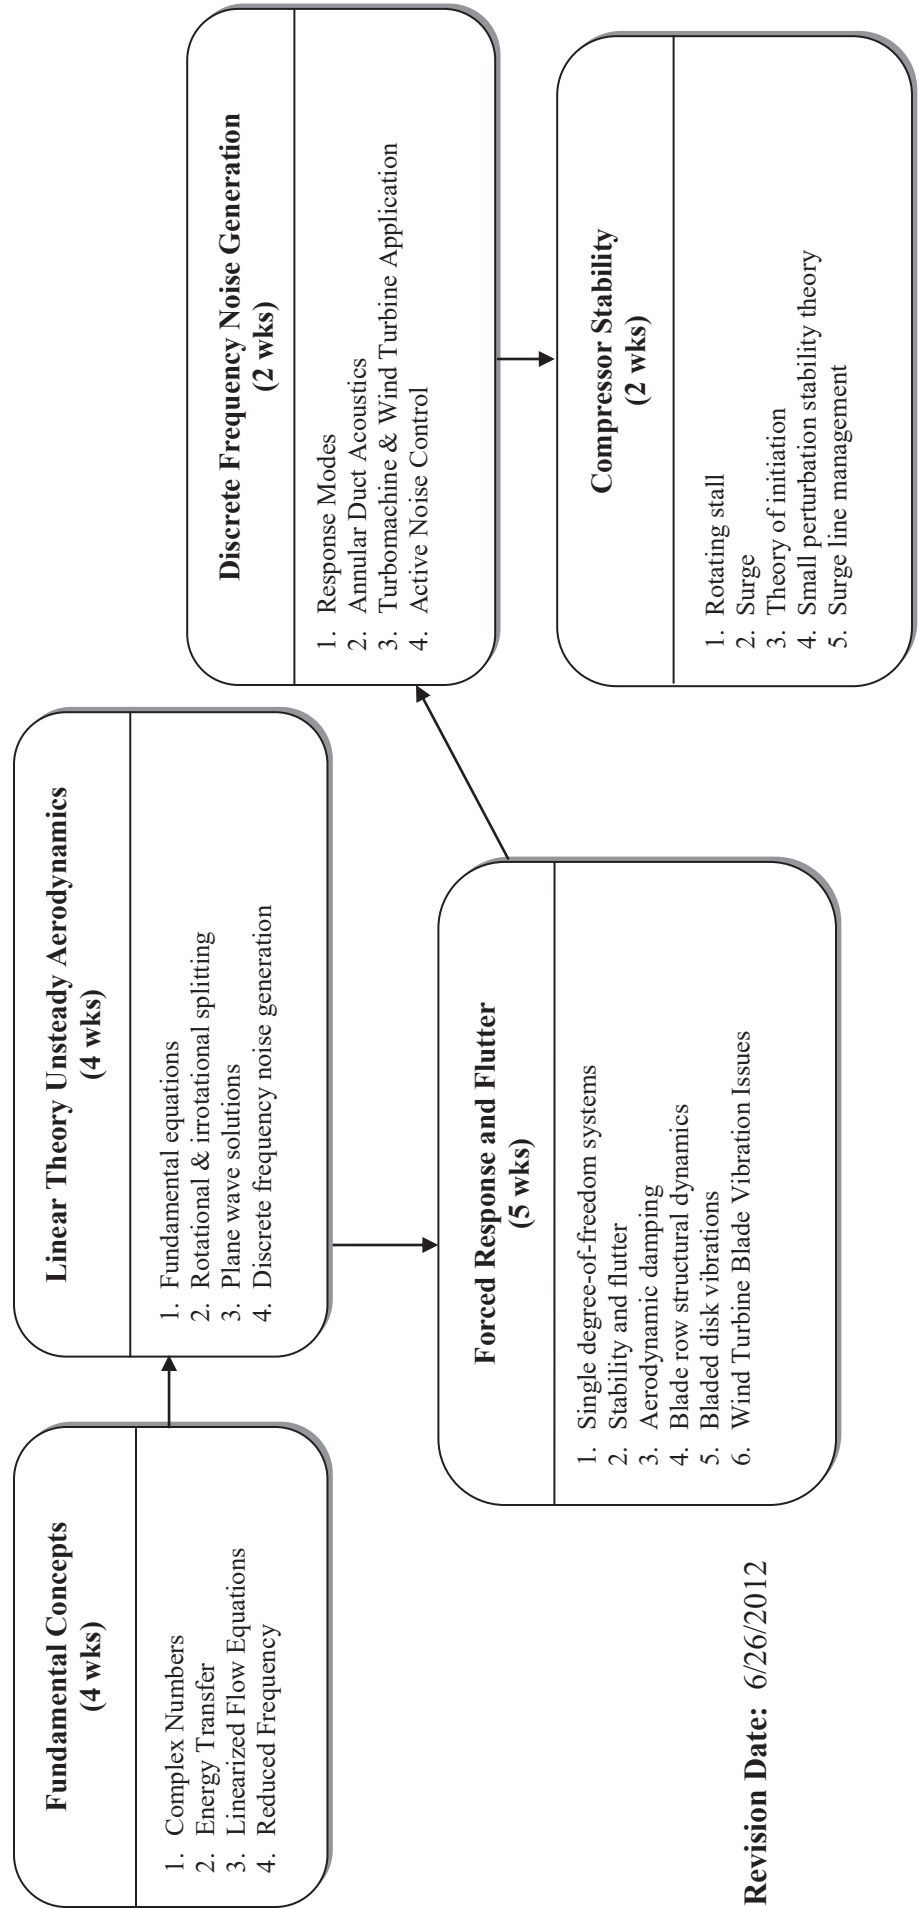 Fundamental Concepts
(4 wks)
1. Complex Numbers
2. Energy Transfer
3. Linearized Flow Equations
4. Reduced Frequency
Linear Theory Unsteady Aerodynamics
(4 wks)
1. Fundamental equations
2. Rotational & irrotational splitting
3. Plane wave solutions
4. Discrete frequency noise generation
Forced Response and Flutter
(5 wks)
1. Single degree-of-freedom systems
2. Stability and flutter
3. Aerodynamic damping
4. Blade row structural dynamics
5. Bladed disk vibrations
6. Wind Turbine Blade Vibration Issues
Discrete Frequency Noise Generation
(2 wks)
1. Response Modes
2. Annular Duct Acoustics
3. Turbomachine & Wind Turbine Application
4. Active Noise Control
Compressor Stability
(2 wks)
1. Rotating stall
2. Surge
3. Theory of initiation
4. Small perturbation stability theory
5. Surge line management
Revision Date: 6/26/2012